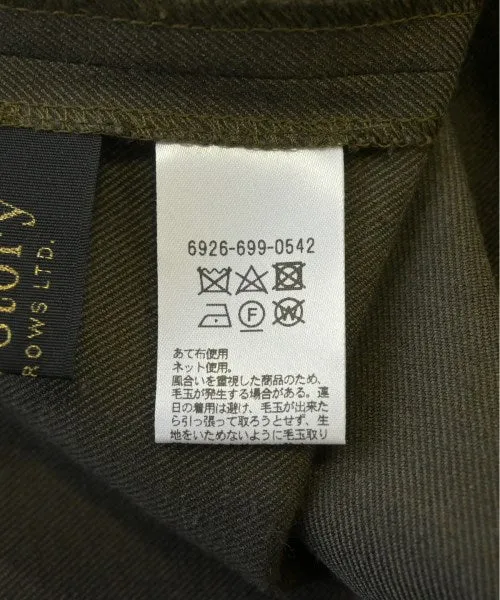 story
ROWS LTD.
6926-699-0542
F
W
あて布使用
ネット使用。
風合いを重視した商品のため、
毛玉が発生する場合がある。連
日の着用は避け、毛玉が出来た
ら引っ張って取ろうとせず、生
地をいためないように毛玉取り